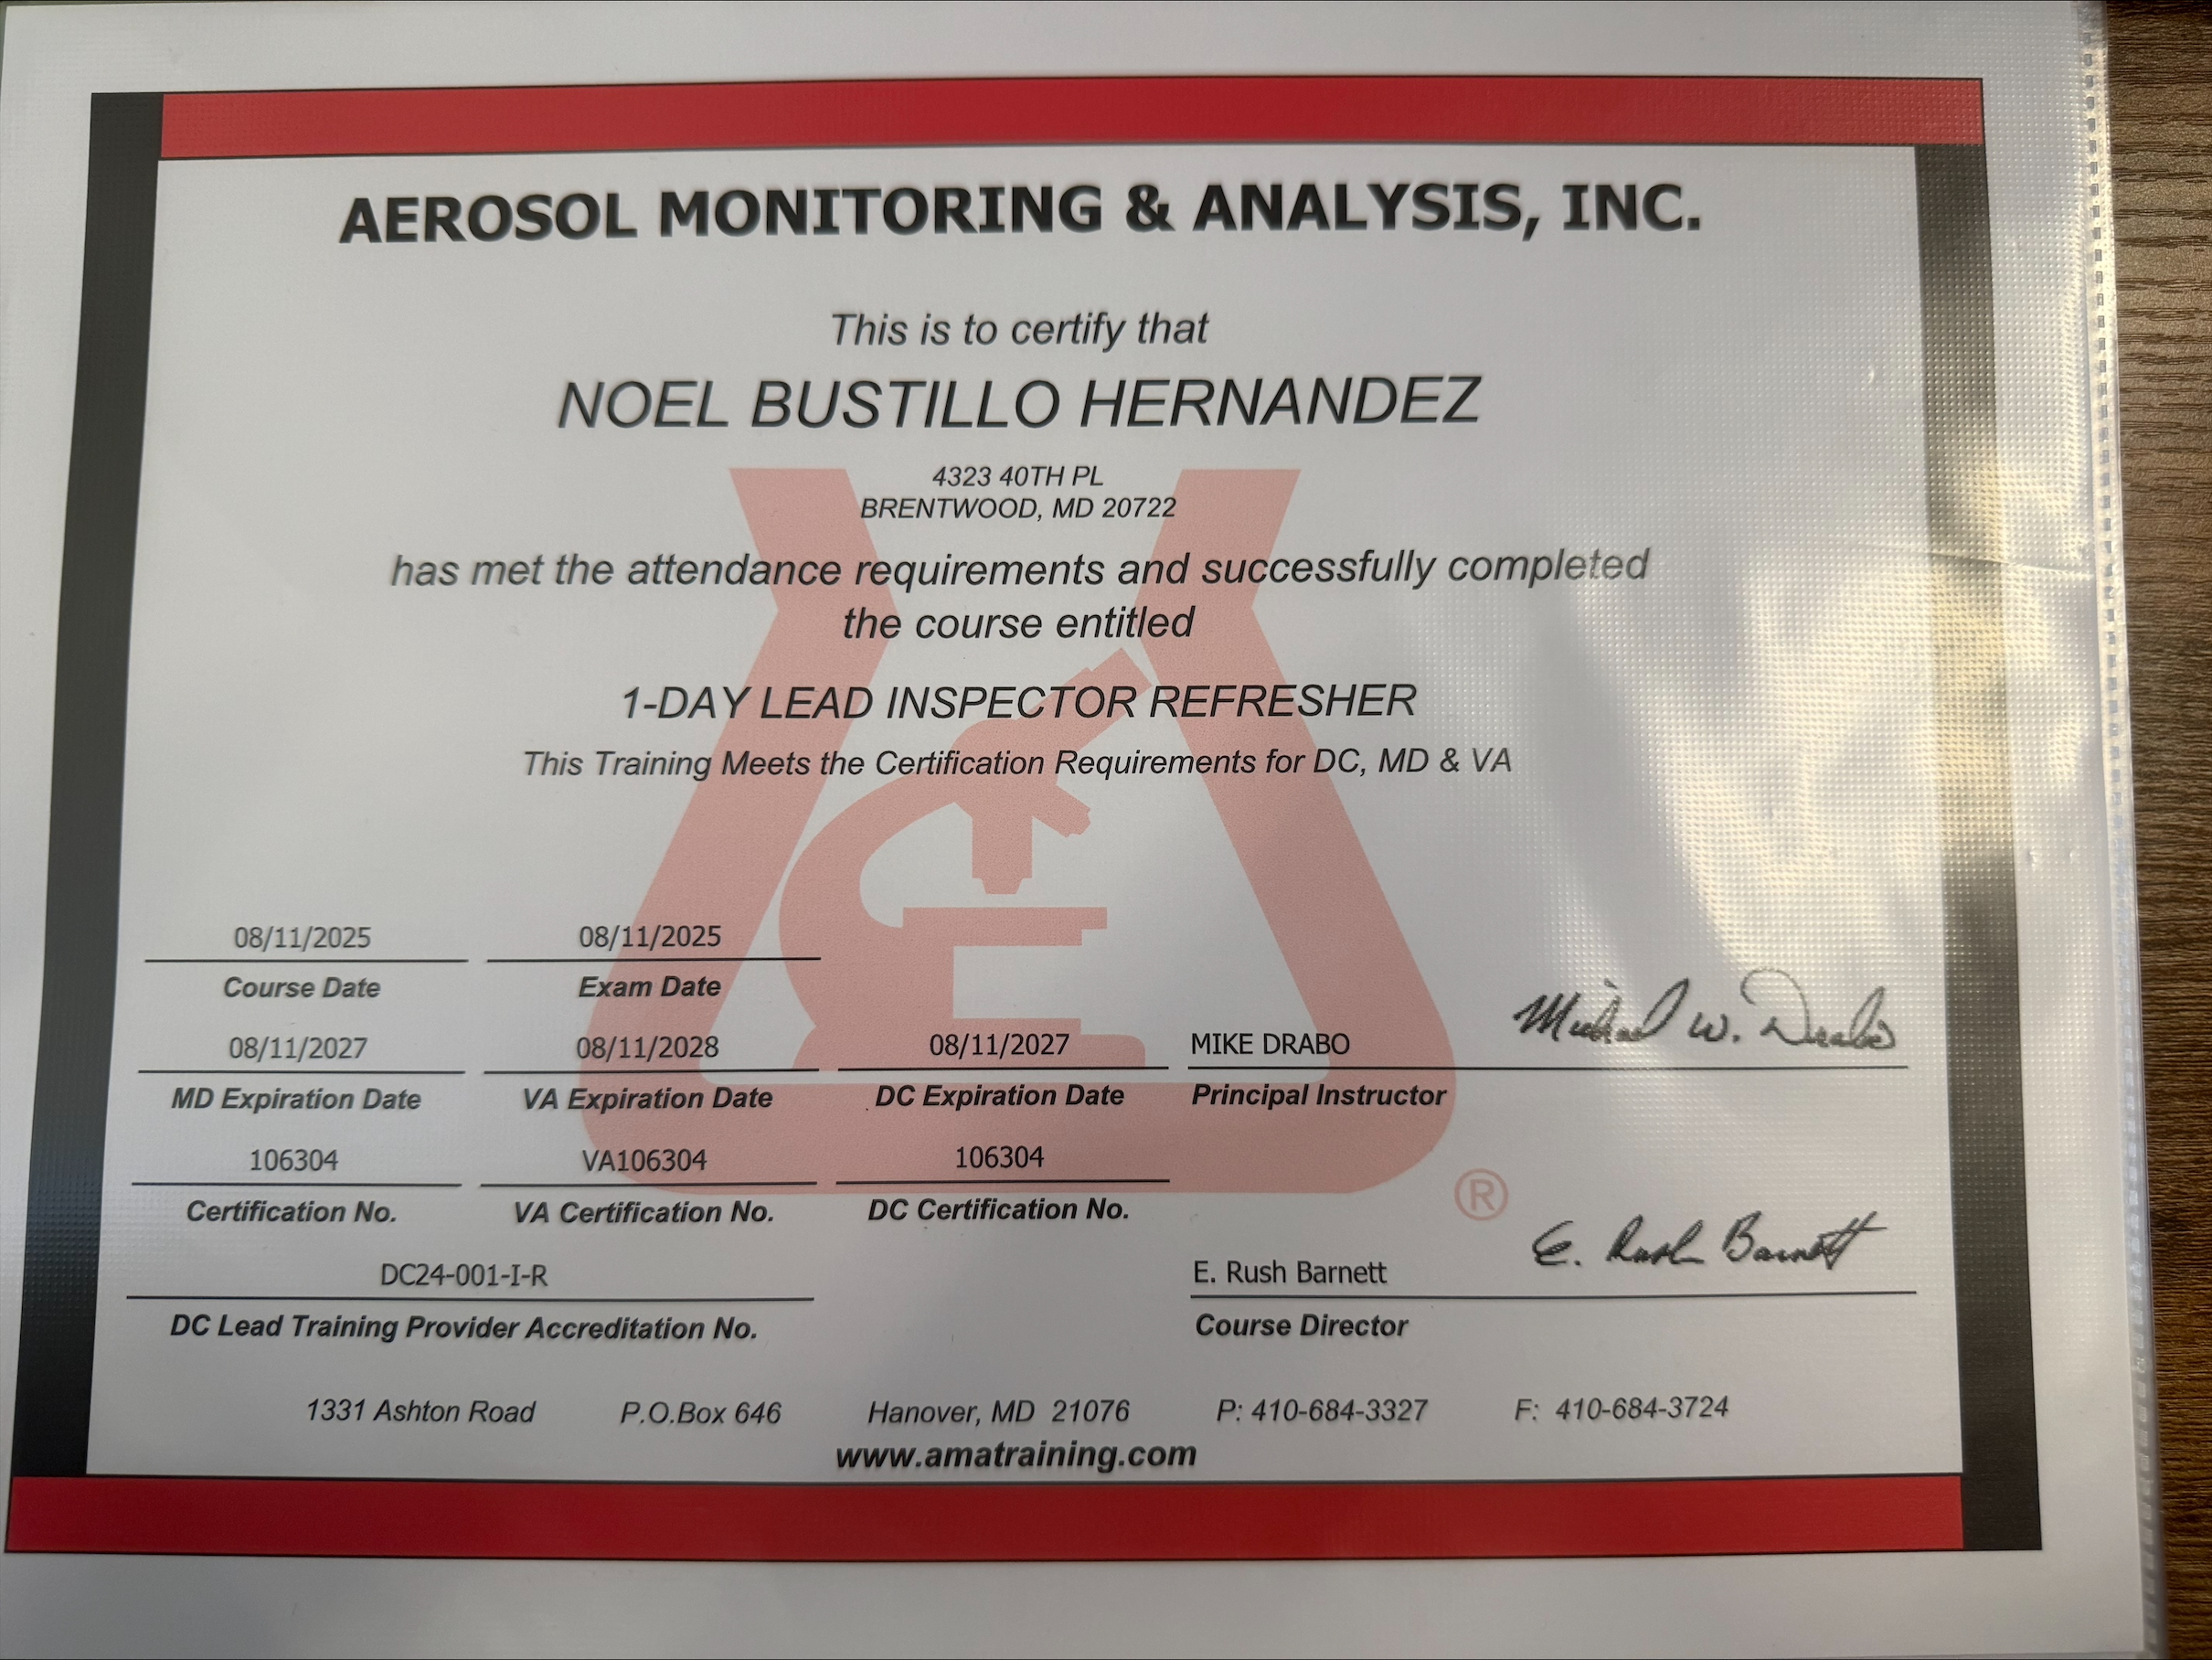 AEROSOL MONITORING & ANALYSIS, INC.
This is to certify that
NOEL BUSTILLO HERNANDEZ
4323 40TH PL
BRENTWOOD, MD 20722
has met the attendance requirements and successfully completed
the course entitled
1-DAY LEAD INSPECTOR REFRESHER
This Training Meets the Certification Requirements for DC, MD & VA
08/11/2025 08/11/2025
Course Date Exam Date
08/11/2027 08/11/2028 08/11/2027 MIKE DRABO Michael W. Drabo
MD Expiration Date VA Expiration Date DC Expiration Date Principal Instructor
106304 VA106304 106304
Certification No. VA Certification No. DC Certification No.
®
DC24-001-I-R E. Rush Barnett E. Rush Barnett
DC Lead Training Provider Accreditation No. Course Director
1331 Ashton Road P.O.Box 646 Hanover, MD 21076 P: 410-684-3327 F: 410-684-3724
www.amatraining.com